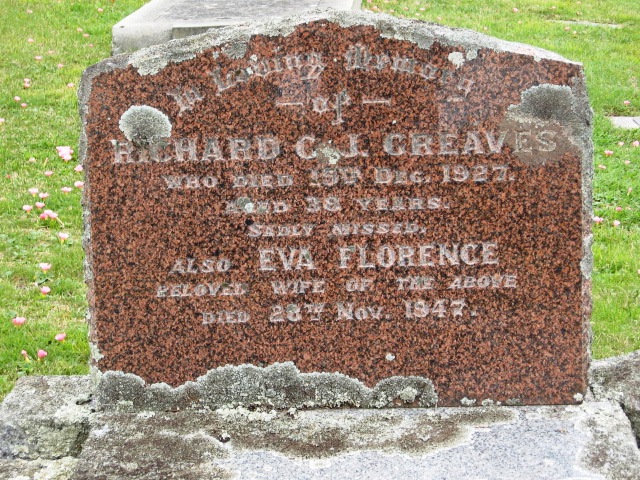 In Loving Memory
of
RICHARD C. J. GREAVES
WHO DIED 15TH DEC. 1927.
AGED 38 YEARS.
SADLY MISSED.
ALSO EVA FLORENCE
BELOVED WIFE OF THE ABOVE
DIED 28TH NOV. 1947.